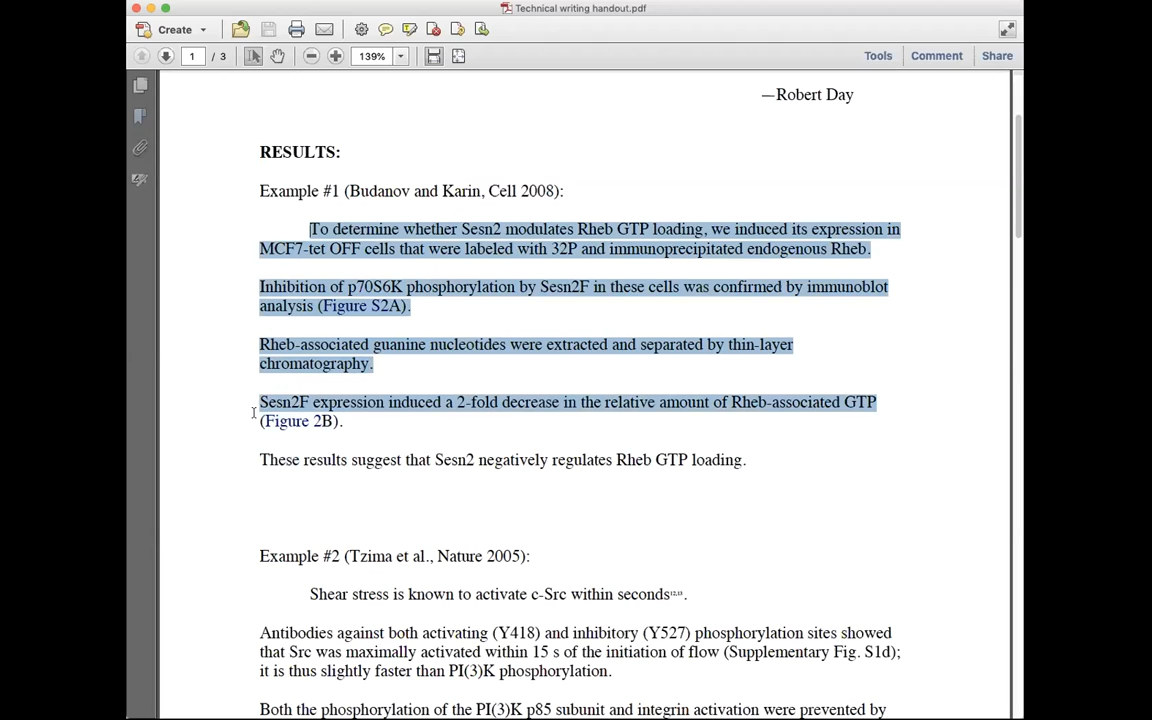 Technical writing handout.pdf
Create
1 / 3
139%
Tools
Comment
Share
—Robert Day
RESULTS:
Example #1 (Budanov and Karin, Cell 2008):
To determine whether Sesn2 modulates Rheb GTP loading, we induced its expression in
MCF7-tet OFF cells that were labeled with 32P and immunoprecipitated endogenous Rheb.
Inhibition of p70S6K phosphorylation by Sesn2F in these cells was confirmed by immunoblot
analysis (Figure S2A).
Rheb-associated guanine nucleotides were extracted and separated by thin-layer
chromatography.
Sesn2F expression induced a 2-fold decrease in the relative amount of Rheb-associated GTP
(Figure 2B).
These results suggest that Sesn2 negatively regulates Rheb GTP loading.
Example #2 (Tzima et al., Nature 2005):
Shear stress is known to activate c-Src within seconds12,13.
Antibodies against both activating (Y418) and inhibitory (Y527) phosphorylation sites showed
that Src was maximally activated within 15 s of the initiation of flow (Supplementary Fig. S1d);
it is thus slightly faster than PI(3)K phosphorylation.
Both the phosphorylation of the PI(3)K p85 subunit and integrin activation were prevented by